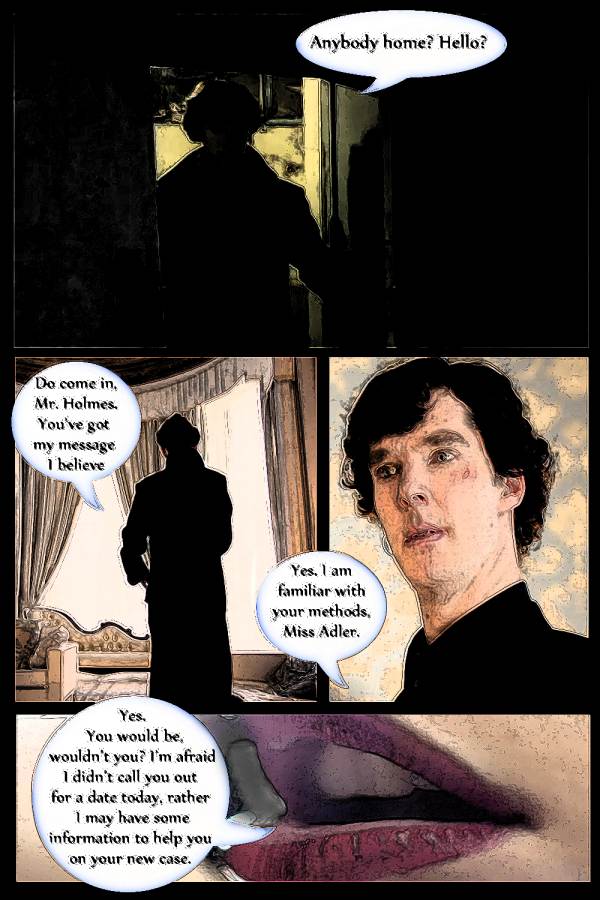 Anybody home? Hello?
Do come in,
Mr. Holmes.
You've got
my message
I believe
Yes. I am
familiar with
your methods,
Miss Adler.
Yes.
You would be,
wouldn't you? I'm afraid
I didn't call you out
for a date today, rather
I may have some
information to help you
on your new case.